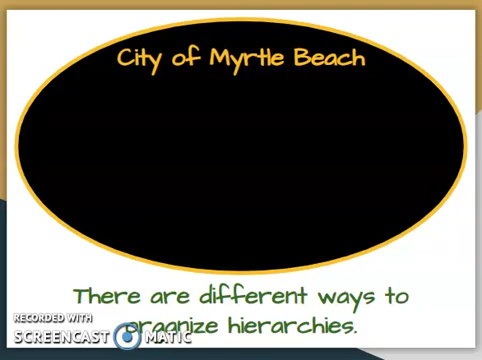 City of Myrtle Beach
There are different ways to
organize hierarchies.
RECORDED WITH
SCREENCAST MATIC